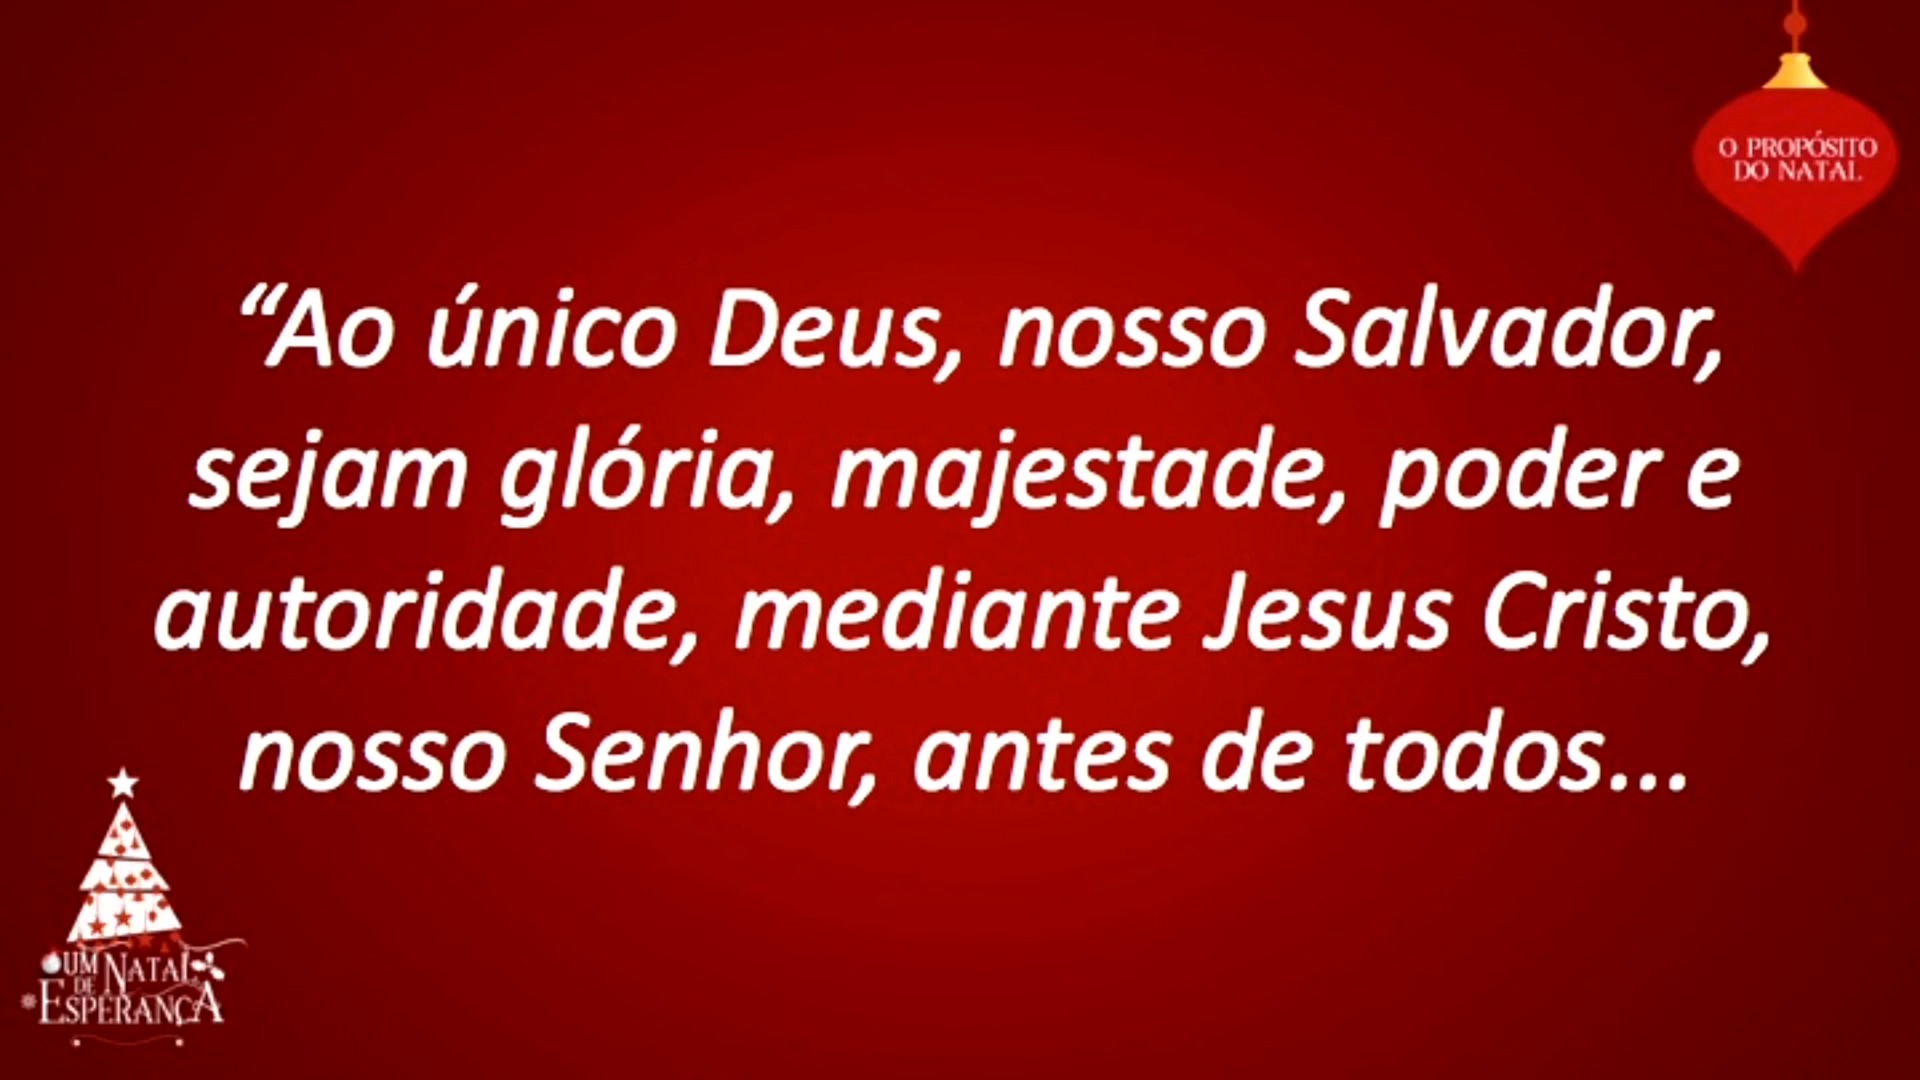 O PROPÓSITO
DO NATAL
“Ao único Deus, nosso Salvador,
sejam glória, majestade, poder e
autoridade, mediante Jesus Cristo,
nosso Senhor, antes de todos...
UM NATAL
DE
ESPERANÇA